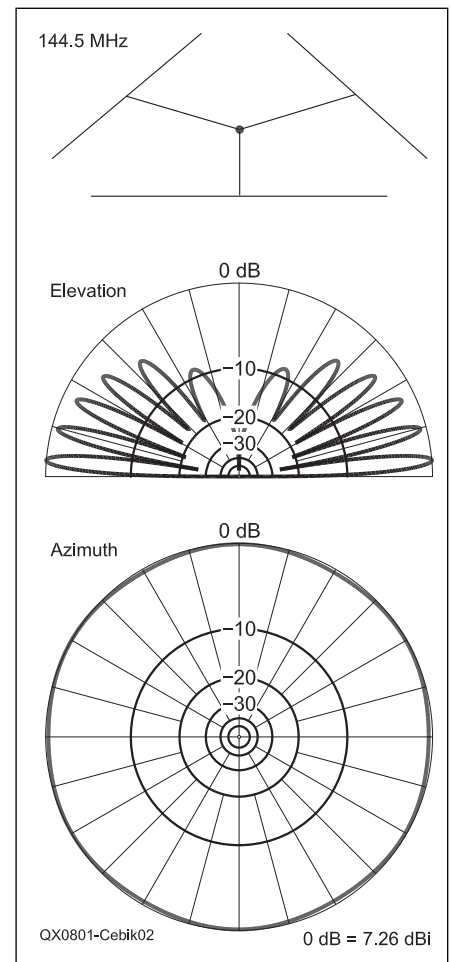 144.5 MHz
0 dB
Elevation
−10
−20
−30
0 dB
Azimuth
−10
−20
−30
QX0801-Cebik02
0 dB = 7.26 dBi